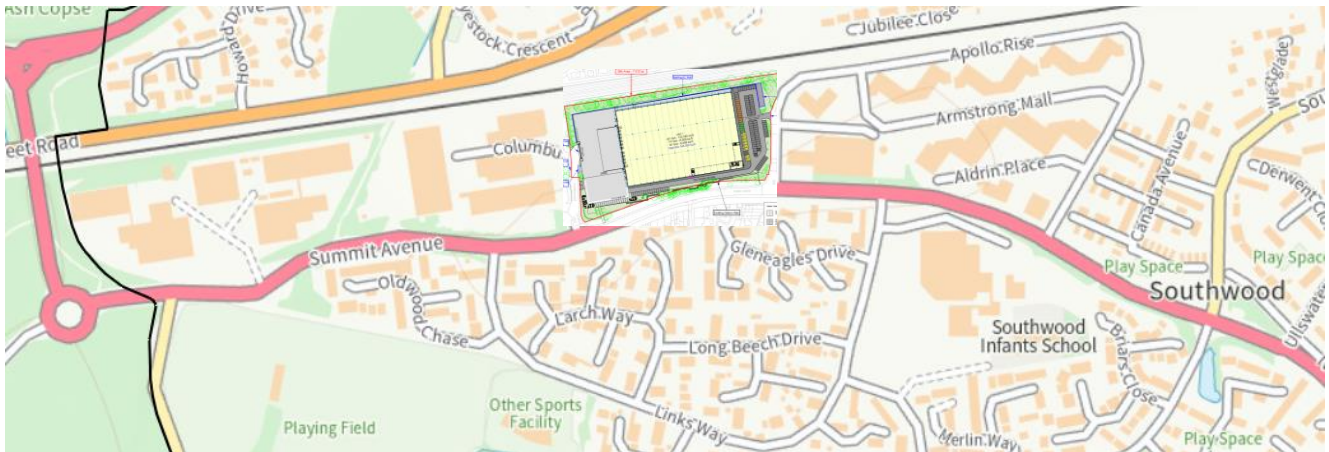 Ash Copse
Howard Drive
Crescent
Jubilee Close
Apollo Rise
Westglade
Armstrong Mall
eet Road
Columbu
Aldrin Place
Canada Avenue
Derwent Clo
Summit Avenue
Gleneagles Drive
Play Space
Play Space
Oldwood Chase
Southwood
Larch Way
Ullswater
Southwood
Infants School
Long Beech Drive
Briars Close
Other Sports
Facility
Links Way
Playing Field
Merlin Way
Play Space